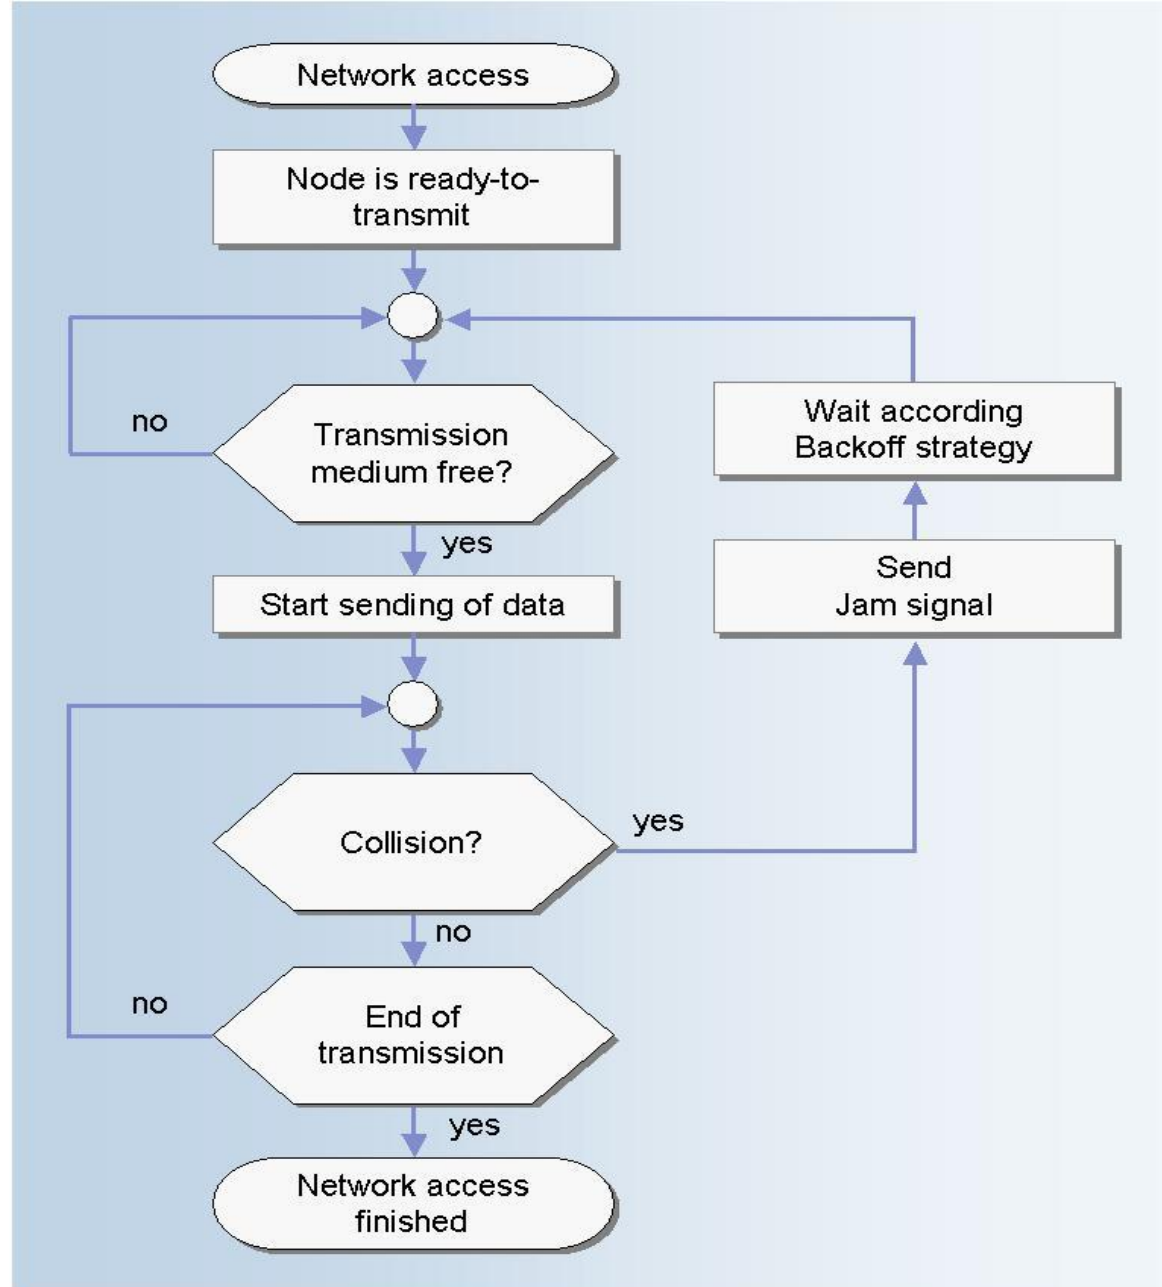 Network access
Node is ready-to-
transmit
no
Transmission
medium free?
yes
Wait according
Backoff strategy
Send
Jam signal
Start sending of data
Collision?
yes
no
no
End of
transmission
yes
Network access
finished